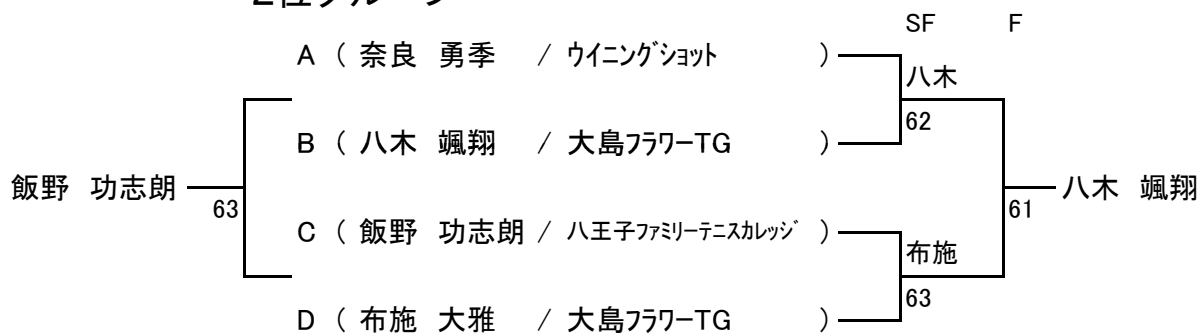 2位グループ
SF F
A ( 奈良 勇季 / ウイニングショット )
八木
62
B ( 八木 颯翔 / 大島フラワーTG )
飯野 功志朗
63
八木 颯翔
61
C ( 飯野 功志朗 / 八王子ファミリーテニスカレッジ )
布施
63
D ( 布施 大雅 / 大島フラワーTG )